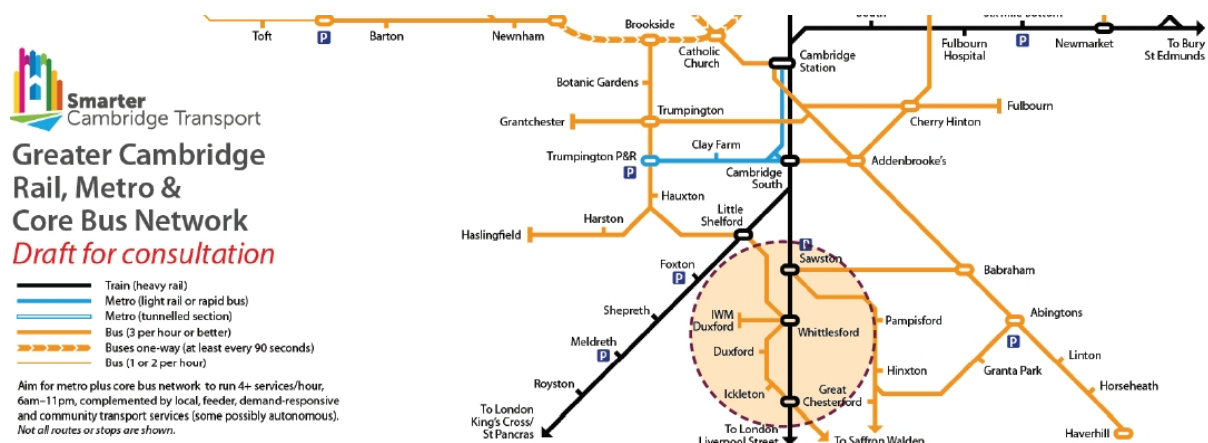 Toft
P
Barton
Newnham
Brookside
Catholic
Church
Cambridge
Station
South
Fulbourn
Hospital
Six Mile Bottom
P
Newmarket
To Bury
St Edmunds
Smarter
Cambridge Transport
Greater Cambridge
Rail, Metro &
Core Bus Network
Draft for consultation
Botanic Gardens
Grantchester
Trumpington
Fulbourn
Cherry Hinton
Trumpington P&R
P
Clay Farm
Cambridge
South
Addenbrooke's
Hauxton
Harston
Haslingfield
Little
Shelford
Foxton
P
P
Sawston
Babraham
Shepreth
IWM
Duxford
Whittlesford
Pampisford
Abingtons
P
Meldreth
P
Duxford
Linton
Royston
Ickleton
Great
Chesterford
Hinxton
Granta Park
Horseheath
Haverhill
To London
King's Cross/
St Pancras
To London
Liverpool Street
To Saffron Walden
Train (heavy rail)
Metro (light rail or rapid bus)
Metro (tunnelled section)
Bus (3 per hour or better)
Buses one-way (at least every 90 seconds)
Bus (1 or 2 per hour)
Aim for metro plus core bus network to run 4+ services/hour,
6am–11pm, complemented by local, feeder, demand-responsive
and community transport services (some possibly autonomous).
Not all routes or stops are shown.